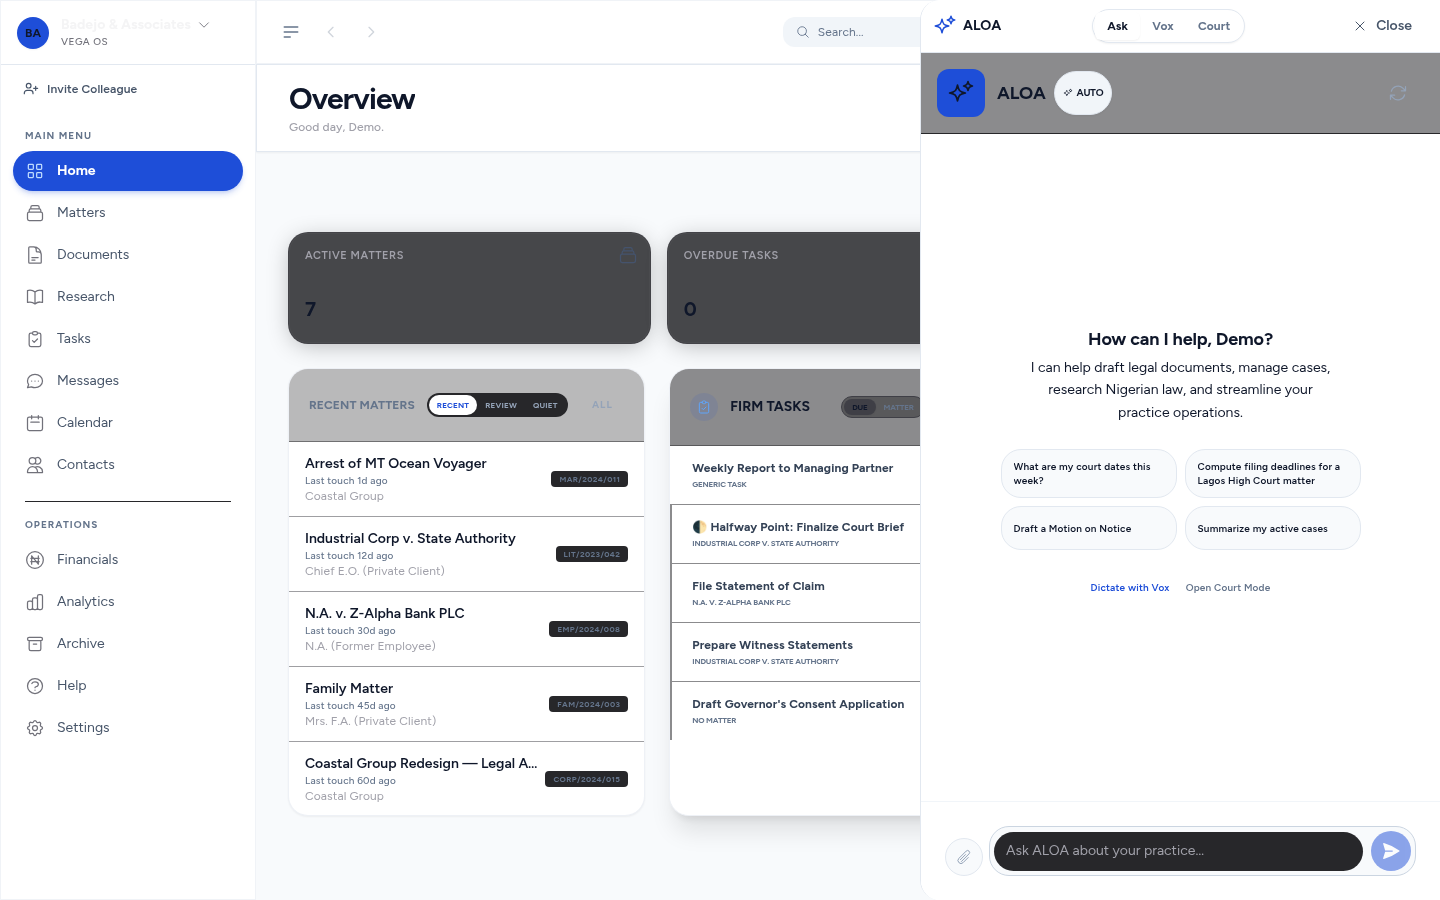 BA
Badejo & Associates
VEGA OS
Invite Colleague
MAIN MENU
Home
Matters
Documents
Research
Tasks
Messages
Calendar
Contacts
OPERATIONS
Financials
Analytics
Archive
Help
Settings
Search...
Overview
Good day, Demo.
ACTIVE MATTERS
7
OVERDUE TASKS
0
RECENT MATTERS
RECENT
REVIEW
QUIET
ALL
Arrest of MT Ocean Voyager
Last touch 1d ago
Coastal Group
MAR/2024/011
Industrial Corp v. State Authority
Last touch 12d ago
Chief E.O. (Private Client)
LIT/2023/042
N.A. v. Z-Alpha Bank PLC
Last touch 30d ago
N.A. (Former Employee)
EMP/2024/008
Family Matter
Last touch 45d ago
Mrs. F.A. (Private Client)
FAM/2024/003
Coastal Group Redesign — Legal A...
Last touch 60d ago
Coastal Group
CORP/2024/015
FIRM TASKS
DUE
MATTER
Weekly Report to Managing Partner
GENERIC TASK
🌓 Halfway Point: Finalize Court Brief
INDUSTRIAL CORP V. STATE AUTHORITY
File Statement of Claim
N.A. V. Z-ALPHA BANK PLC
Prepare Witness Statements
INDUSTRIAL CORP V. STATE AUTHORITY
Draft Governor's Consent Application
NO MATTER
ALOA
Ask
Vox
Court
Close
ALOA
AUTO
How can I help, Demo?
I can help draft legal documents, manage cases,
research Nigerian law, and streamline your
practice operations.
What are my court dates this
week?
Compute filing deadlines for a
Lagos High Court matter
Draft a Motion on Notice
Summarize my active cases
Dictate with Vox
Open Court Mode
Ask ALOA about your practice...